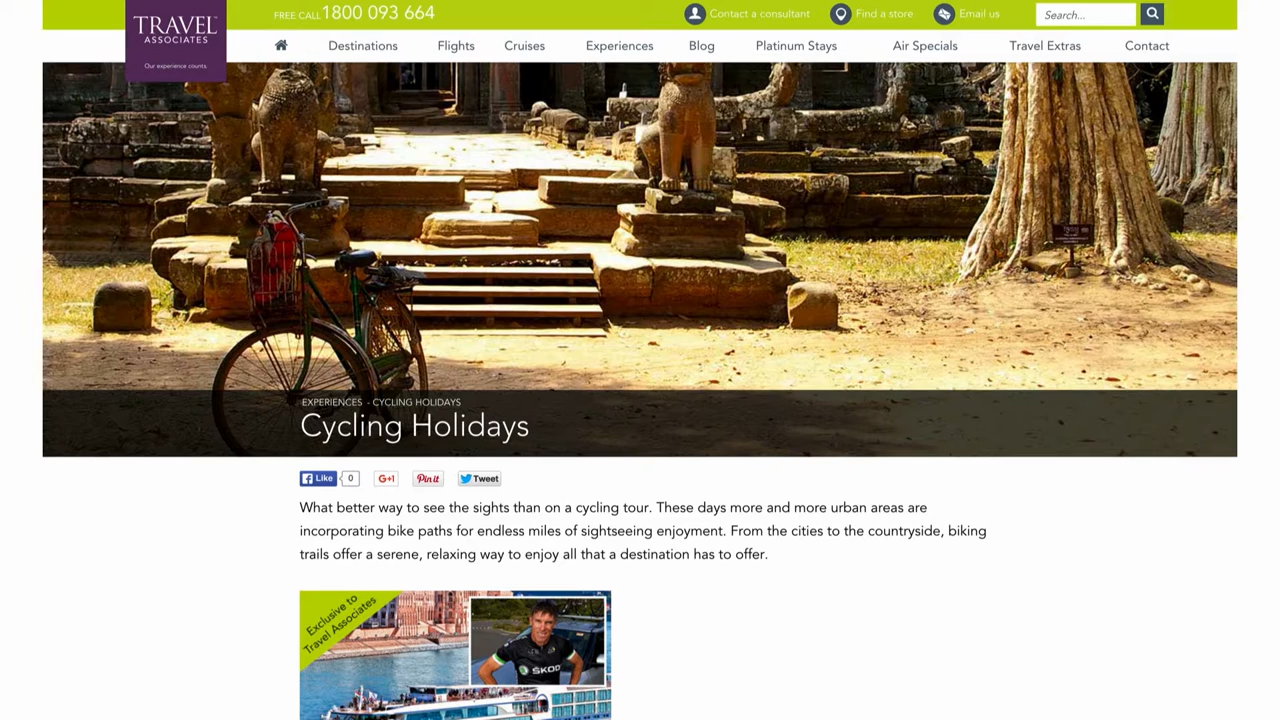 TRAVEL
ASSOCIATES
Our experience counts.
FREE CALL 1800 093 664
Contact a consultant
Find a store
Email us
Search...
Destinations
Flights
Cruises
Experiences
Blog
Platinum Stays
Air Specials
Travel Extras
Contact
EXPERIENCES - CYCLING HOLIDAYS
Cycling Holidays
Like
0
G+1
Pin it
Tweet
What better way to see the sights than on a cycling tour. These days more and more urban areas are
incorporating bike paths for endless miles of sightseeing enjoyment. From the cities to the countryside, biking
trails offer a serene, relaxing way to enjoy all that a destination has to offer.
Exclusive to
Travel Associates
ŠKOD